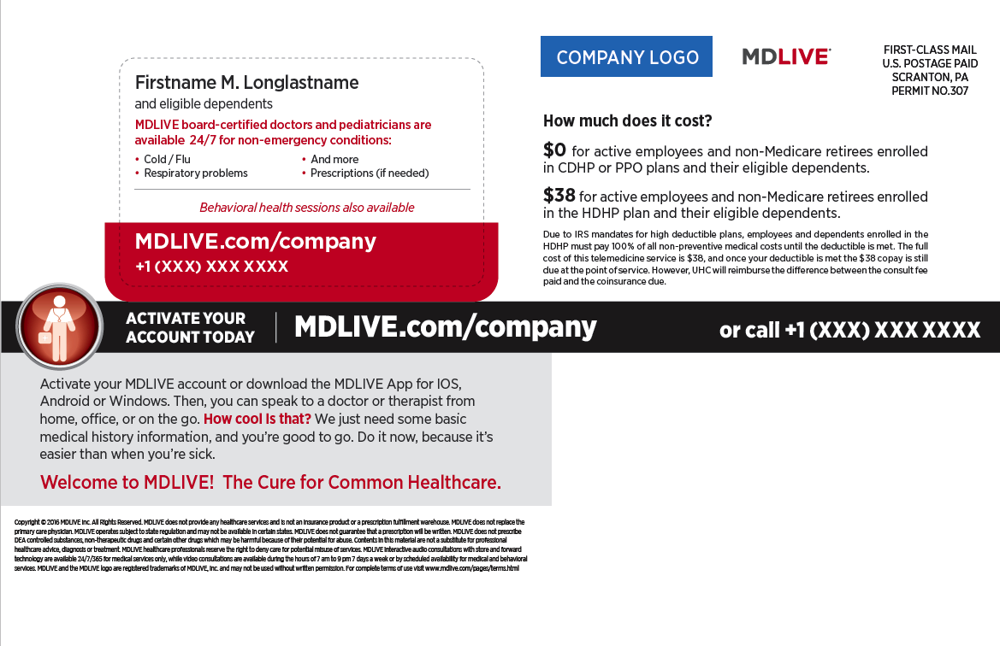 Firstname M. Longlastname
and eligible dependents
MDLIVE board-certified doctors and pediatricians are
available 24/7 for non-emergency conditions:
• Cold / Flu
• Respiratory problems
• And more
• Prescriptions (if needed)
Behavioral health sessions also available
MDLIVE.com/company
+1 (XXX) XXX XXXX
COMPANY LOGO
MDLIVE®
FIRST-CLASS MAIL
U.S. POSTAGE PAID
SCRANTON, PA
PERMIT NO.307
How much does it cost?
$0 for active employees and non-Medicare retirees enrolled
in CDHP or PPO plans and their eligible dependents.
$38 for active employees and non-Medicare retirees enrolled
in the HDHP plan and their eligible dependents.
Due to IRS mandates for high deductible plans, employees and dependents enrolled in the
HDHP must pay 100% of all non-preventive medical costs until the deductible is met. The full
cost of this telemedicine service is $38, and once your deductible is met the $38 copay is still
due at the point of service. However, UHC will reimburse the difference between the consult fee
paid and the coinsurance due.
ACTIVATE YOUR
ACCOUNT TODAY
MDLIVE.com/company
or call +1 (XXX) XXX XXXX
Activate your MDLIVE account or download the MDLIVE App for IOS,
Android or Windows. Then, you can speak to a doctor or therapist from
home, office, or on the go. How cool is that? We just need some basic
medical history information, and you're good to go. Do it now, because it's
easier than when you're sick.
Welcome to MDLIVE! The Cure for Common Healthcare.
Copyright © 2016 MDLIVE Inc. All Rights Reserved. MDLIVE does not provide any healthcare services and is not an insurance product or a prescription fulfillment warehouse. MDLIVE does not replace the
primary care physician. MDLIVE operates subject to state regulation and may not be available in certain states. MDLIVE does not guarantee that a prescription will be written. MDLIVE does not prescribe
DEA controlled substances, non-therapeutic drugs and certain other drugs which may be harmful because of their potential for abuse. Contents in this material are not a substitute for professional
healthcare advice, diagnosis or treatment. MDLIVE healthcare professionals reserve the right to deny care for potential misuse of services. MDLIVE interactive audio consultations with store and forward
technology are available 24/7/365 for medical services only, while video consultations are available during the hours of 7 am to 9 pm 7 days a week or by scheduled availability for medical and behavioral
services. MDLIVE and the MDLIVE logo are registered trademarks of MDLIVE, Inc. and may not be used without written permission. For complete terms of use visit www.mdlive.com/pages/terms.html